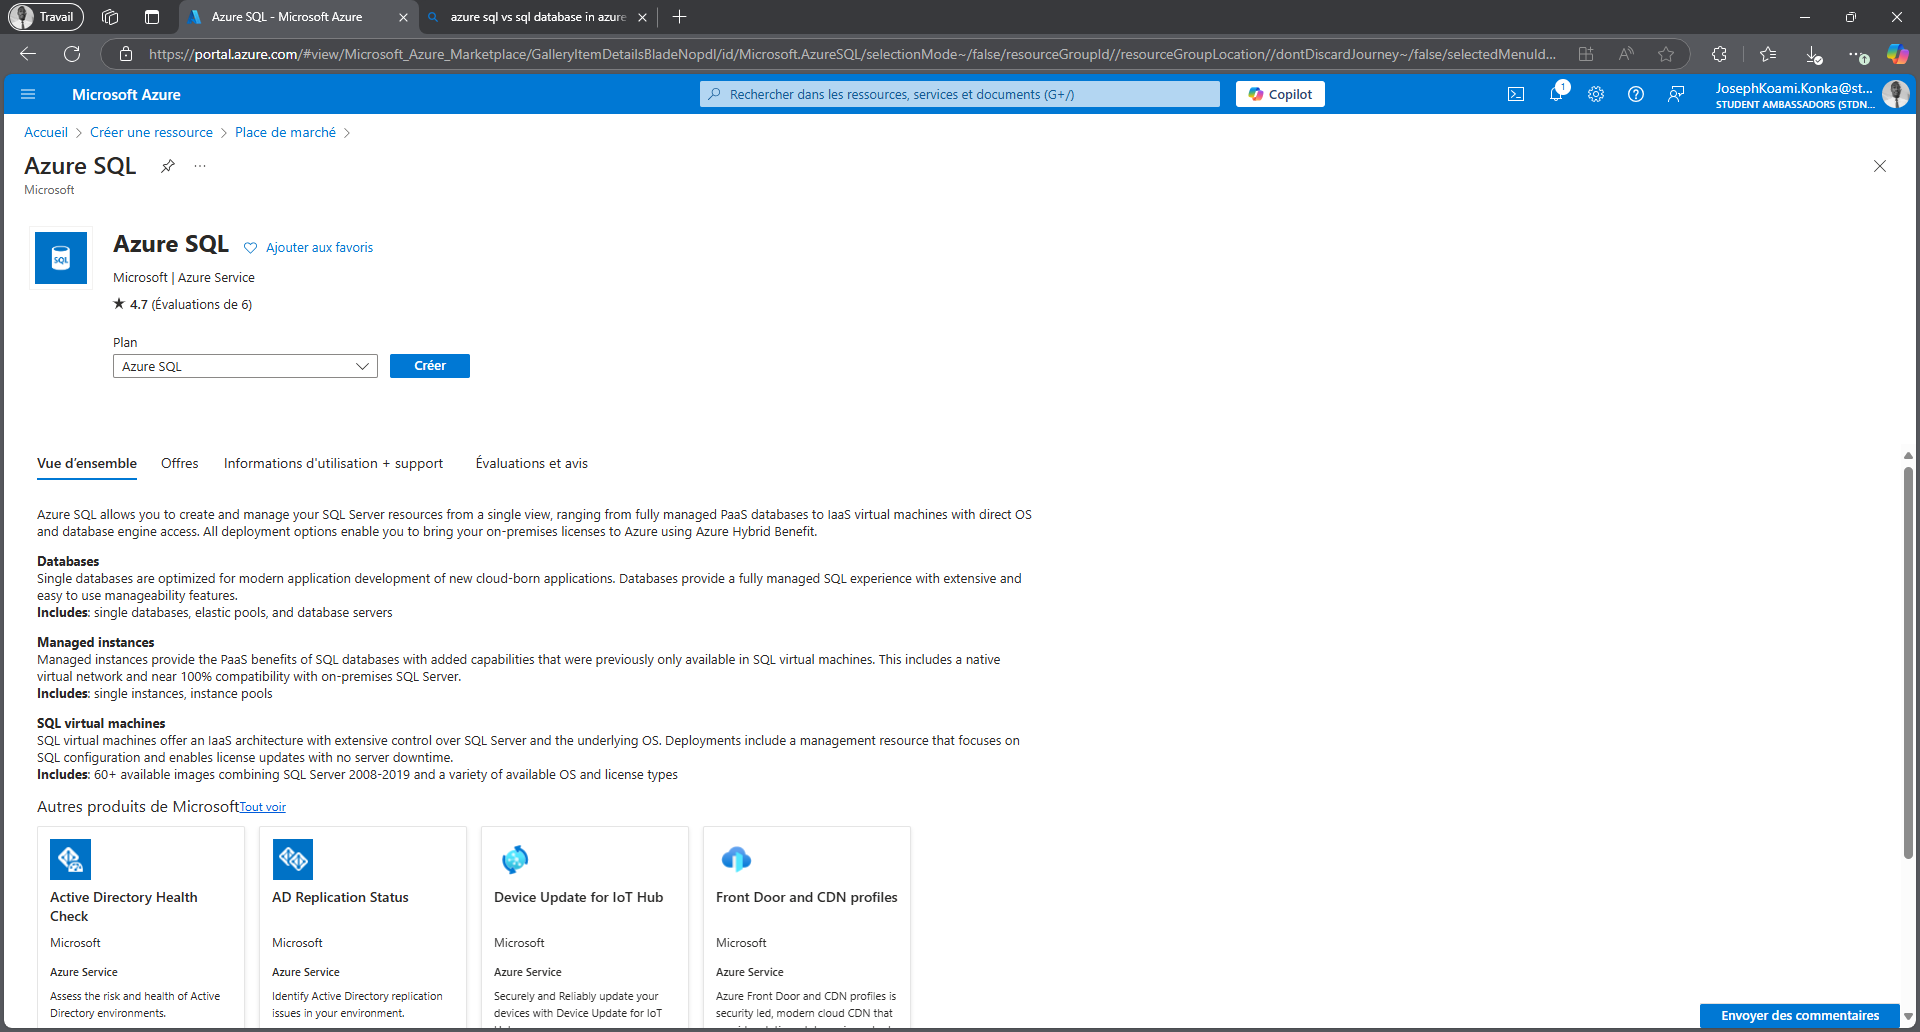 Travail
Azure SQL - Microsoft Azure
azure sql vs sql database in azure
https://portal.azure.com/#view/Microsoft_Azure_Marketplace/GalleryItemDetailsBladeNopdl/id/Microsoft.AzureSQL/selectionMode~/false/resourceGroupId//resourceGroupLocation//dontDiscardJourney~/false/selectedMenuId...
Microsoft Azure
Rechercher dans les ressources, services et documents (G+/)
Copilot
1
JosephKoami.Konka@st...
STUDENT AMBASSADORS (STDN...
Accueil > Créer une ressource > Place de marché >
Azure SQL
...
Microsoft
SQL
Azure SQL
Ajouter aux favoris
Microsoft | Azure Service
★ 4.7 (Évaluations de 6)
Plan
Azure SQL
Créer
Vue d'ensemble
Offres
Informations d'utilisation + support
Évaluations et avis
Azure SQL allows you to create and manage your SQL Server resources from a single view, ranging from fully managed PaaS databases to IaaS virtual machines with direct OS
and database engine access. All deployment options enable you to bring your on-premises licenses to Azure using Azure Hybrid Benefit.
Databases
Single databases are optimized for modern application development of new cloud-born applications. Databases provide a fully managed SQL experience with extensive and
easy to use manageability features.
Includes: single databases, elastic pools, and database servers
Managed instances
Managed instances provide the PaaS benefits of SQL databases with added capabilities that were previously only available in SQL virtual machines. This includes a native
virtual network and near 100% compatibility with on-premises SQL Server.
Includes: single instances, instance pools
SQL virtual machines
SQL virtual machines offer an IaaS architecture with extensive control over SQL Server and the underlying OS. Deployments include a management resource that focuses on
SQL configuration and enables license updates with no server downtime.
Includes: 60+ available images combining SQL Server 2008-2019 and a variety of available OS and license types
Autres produits de MicrosoftTout voir
Active Directory Health
Check
Microsoft
Azure Service
Assess the risk and health of Active
Directory environments.
AD Replication Status
Microsoft
Azure Service
Identify Active Directory replication
issues in your environment.
Device Update for IoT Hub
Microsoft
Azure Service
Securely and Reliably update your
devices with Device Update for IoT
Front Door and CDN profiles
Microsoft
Azure Service
Azure Front Door and CDN profiles is
security led, modern cloud CDN that
Envoyer des commentaires